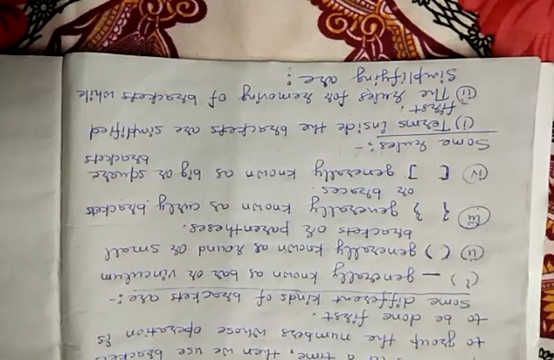 in a time, then we use brackets
to group the numbers whose operation is
to be done first.
Some different kinds of brackets are:-
(i) — generally known as bar or vinculum
(ii) ( ) generally known as round or small
brackets or parentheses.
(iii) { } generally known as curly brackets
or braces.
(iv) [ ] generally known as big or square
brackets
Some rules:-
(i) Terms inside the brackets are simplified
first.
(ii) The rules for removing of brackets while
Simplifying are :